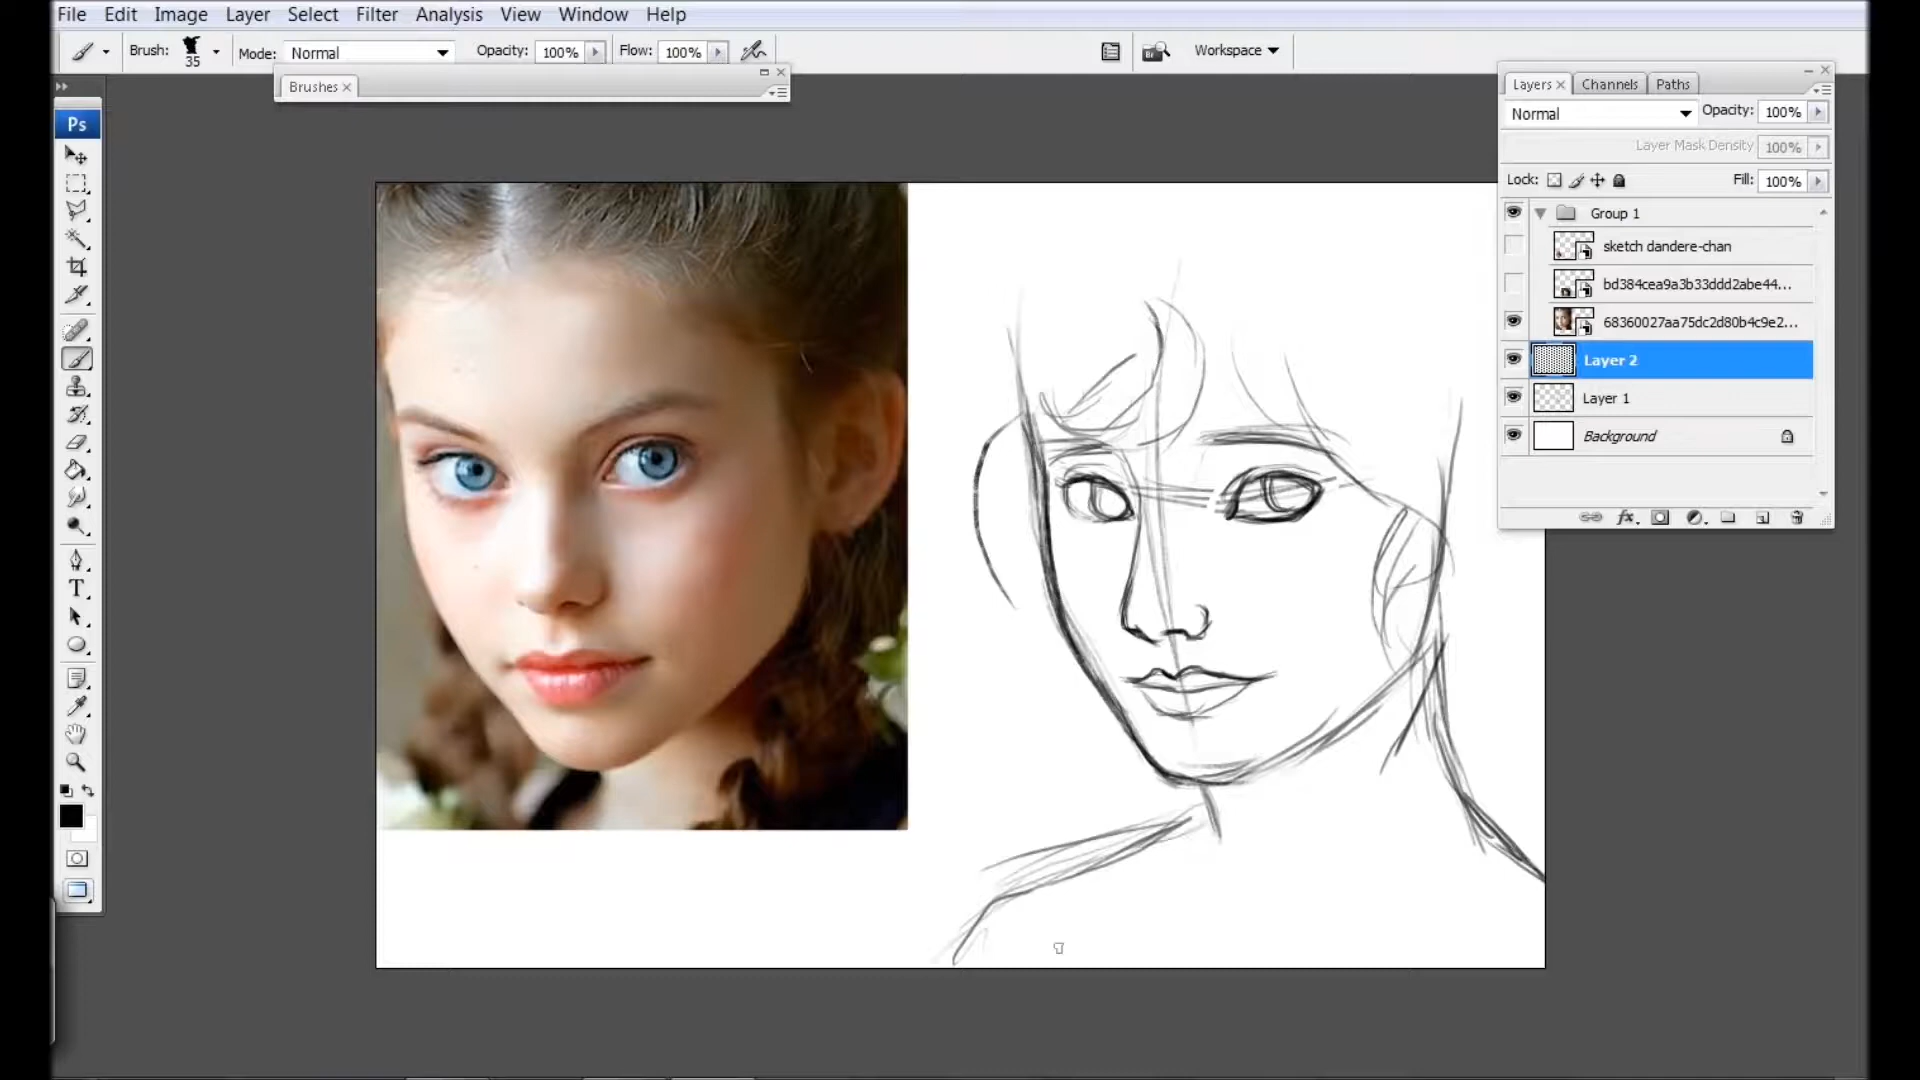 File Edit Image Layer Select Filter Analysis View Window Help
Brush: 35 Mode: Normal Opacity: 100% Flow: 100% Workspace
Brushes
Ps
T
Layers Channels Paths
Normal Opacity: 100%
Layer Mask Density 100%
Lock: Fill: 100%
Group 1
sketch dandere-chan
bd384cea9a3b33ddd2abe44...
68360027aa75dc2d80b4c9e2...
Layer 2
Layer 1
Background
fx